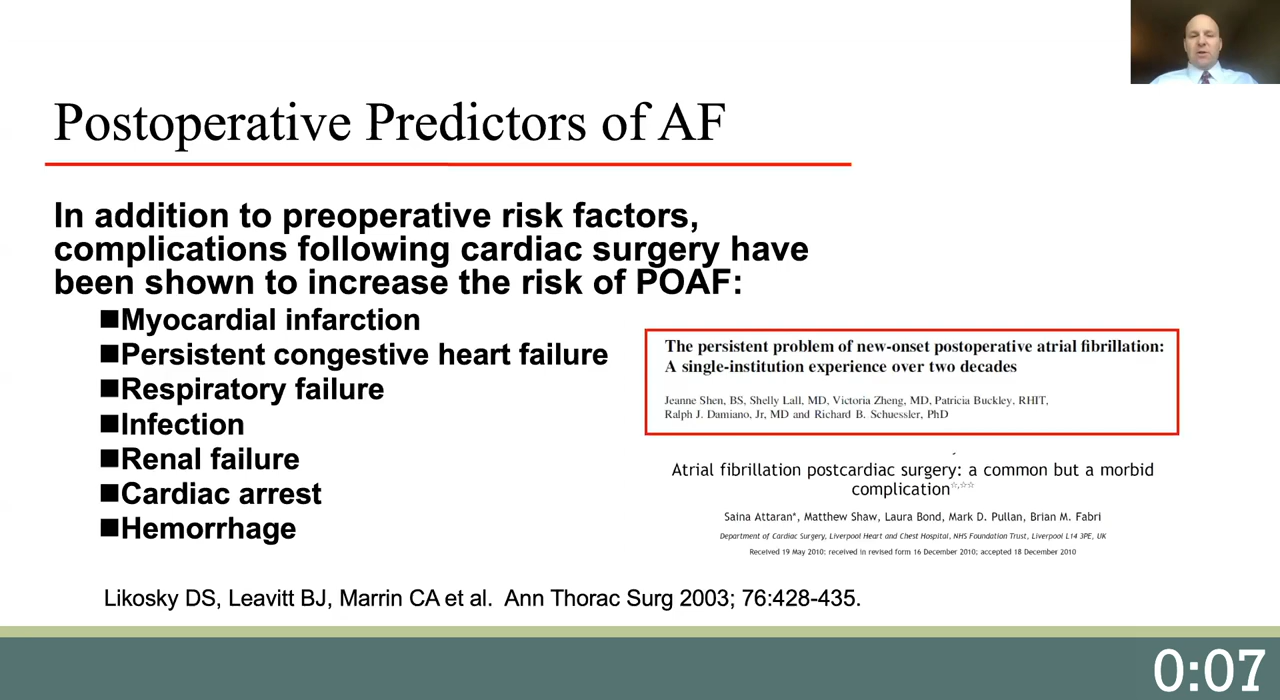 Postoperative Predictors of AF
In addition to preoperative risk factors,
complications following cardiac surgery have
been shown to increase the risk of POAF:
■Myocardial infarction
■Persistent congestive heart failure
■Respiratory failure
■Infection
■Renal failure
■Cardiac arrest
■Hemorrhage
The persistent problem of new-onset postoperative atrial fibrillation:
A single-institution experience over two decades
Jeanne Shen, BS, Shelly Lall, MD, Victoria Zheng, MD, Patricia Buckley, RHIT,
Ralph J. Damiano, Jr, MD and Richard B. Schuessler, PhD
Atrial fibrillation postcardiac surgery: a common but a morbid
complication☆,☆☆
Saina Attaran*, Matthew Shaw, Laura Bond, Mark D. Pullan, Brian M. Fabri
Department of Cardiac Surgery, Liverpool Heart and Chest Hospital, NHS Foundation Trust, Liverpool L14 3PE, UK
Received 19 May 2010; received in revised form 16 December 2010; accepted 18 December 2010
Likosky DS, Leavitt BJ, Marrin CA et al. Ann Thorac Surg 2003; 76:428-435.
0:07